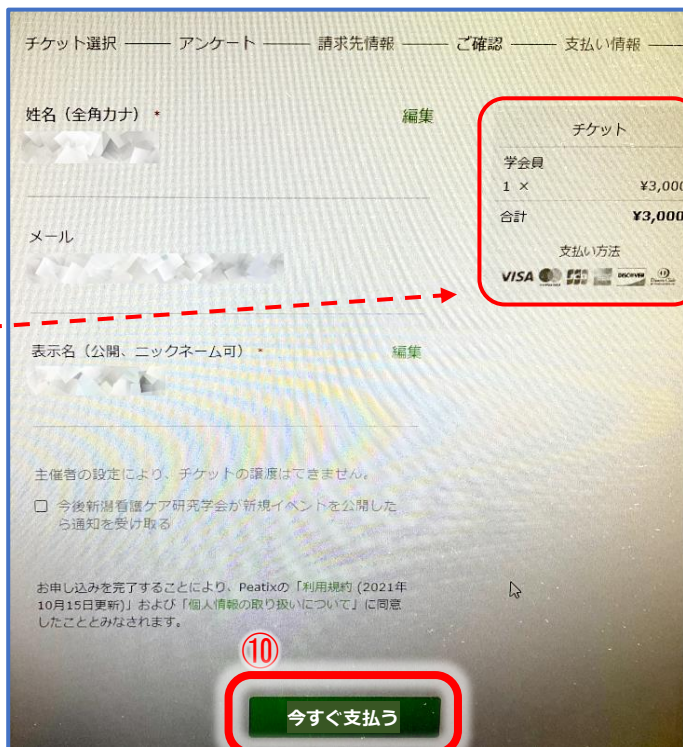 チケット選択 アンケート 請求先情報 ご確認 支払い情報
姓名（全角カナ） * 編集
チケット
学会員
1 × ¥3,000
合計 ¥3,000
支払い方法
VISA DISCOVER
メール
表示名（公開、ニックネーム可） * 編集
主催者の設定により、チケットの譲渡はできません。
今後新潟看護ケア研究学会が新規イベントを公開した
ら通知を受け取る
お申し込みを完了することにより、Peatixの「利用規約 (2021年
10月15日更新)」および「個人情報の取り扱いについて」に同意
したこととみなされます。
⑩
今すぐ支払う